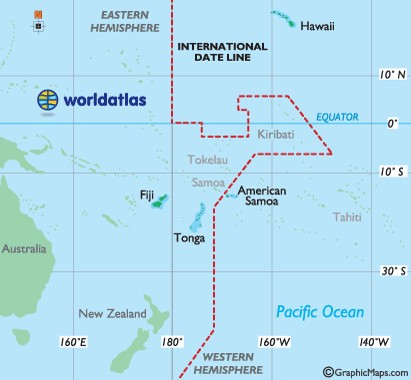 EASTERN
HEMISPHERE
Hawaii
INTERNATIONAL
DATE LINE
10° N
worldatlas
EQUATOR
0°
Kiribati
Tokelau
10° S
Samoa
American
Samoa
Fiji
Tonga
Tahiti
Australia
30° S
New Zealand
Pacific Ocean
160°E
180°
160° W
140° W
WESTERN
HEMISPHERE
©GraphicMaps.com